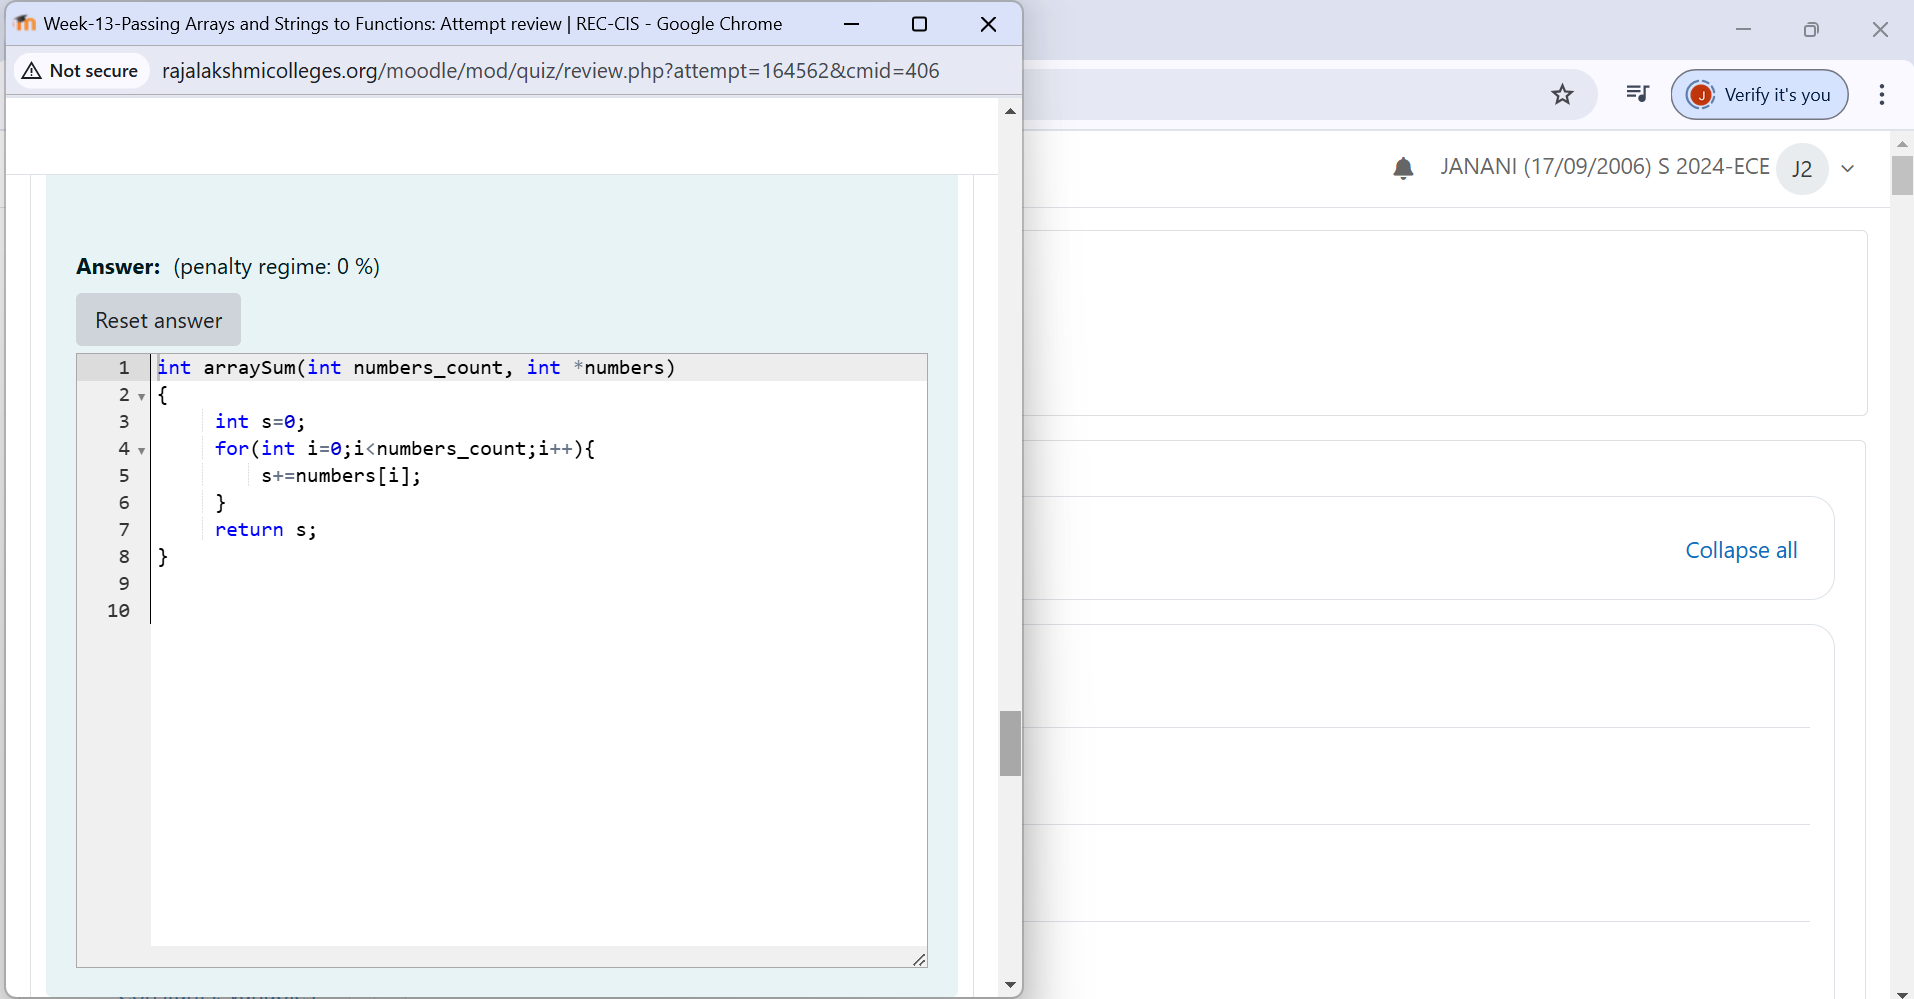 Week-13-Passing Arrays and Strings to Functions: Attempt review | REC-CIS - Google Chrome
Not secure rajalakshmicolleges.org/moodle/mod/quiz/review.php?attempt=164562&cmid=406
J Verify it's you
JANANI (17/09/2006) S 2024-ECE J2
Answer: (penalty regime: 0 %)
Reset answer
1 int arraySum(int numbers_count, int *numbers)
2 {
3 int s=0;
4 for(int i=0;i<numbers_count;i++){
5 s+=numbers[i];
6 }
7 return s;
8 }
9
10
Collapse all